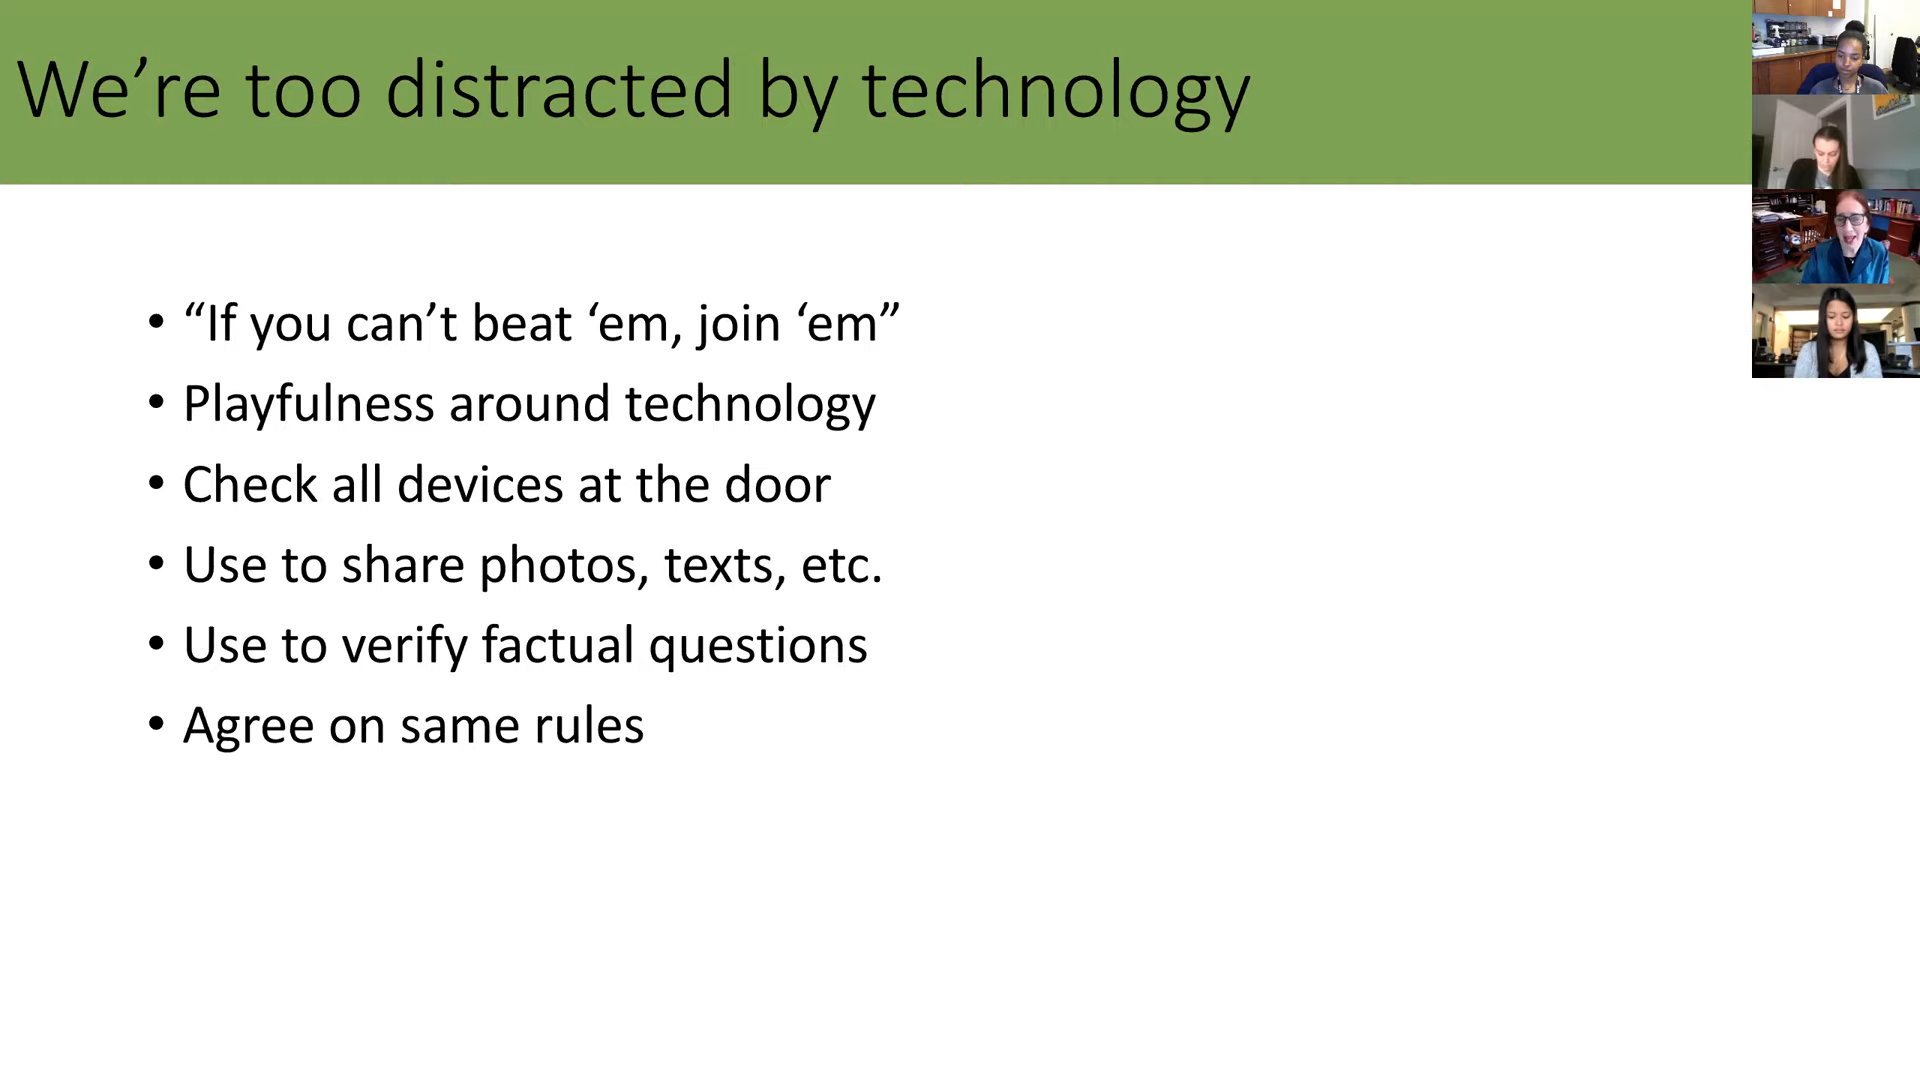 We’re too distracted by technology
• “If you can’t beat ‘em, join ‘em”
• Playfulness around technology
• Check all devices at the door
• Use to share photos, texts, etc.
• Use to verify factual questions
• Agree on same rules